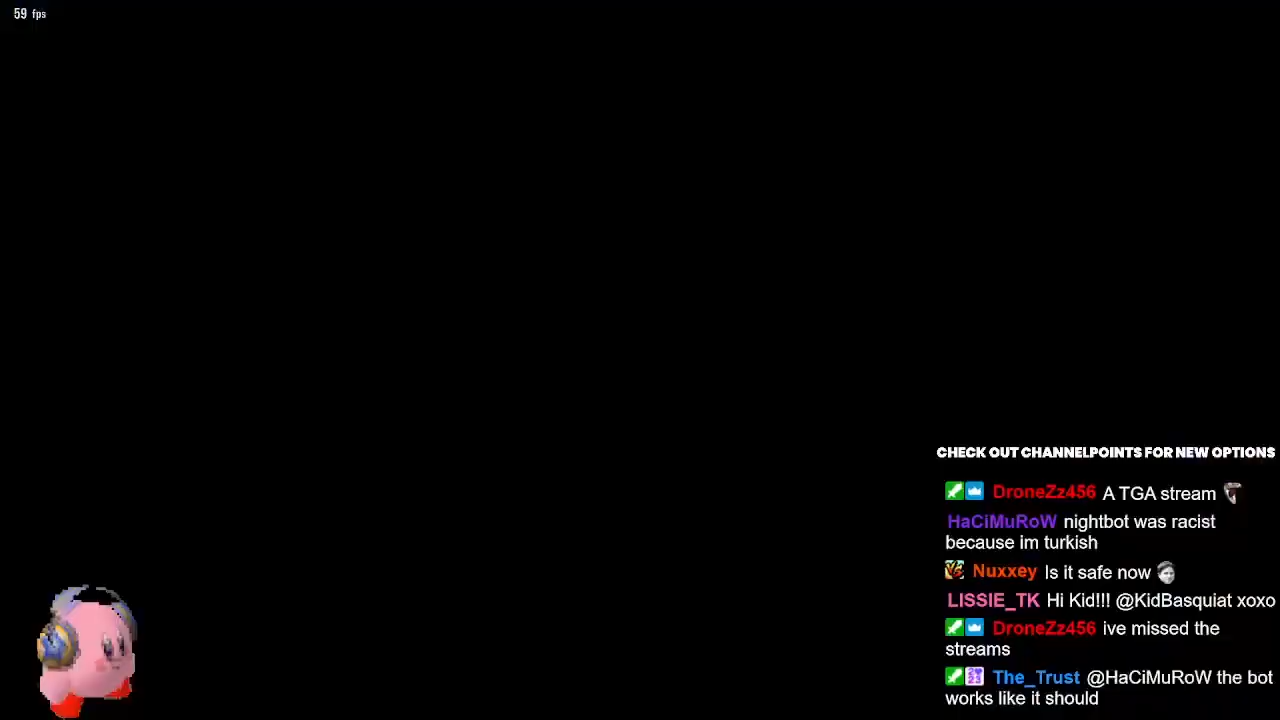 59 fps
CHECK OUT CHANNELPOINTS FOR NEW OPTIONS
DroneZz456 A TGA stream
HaCiMuRoW nightbot was racist
because im turkish
Nuxxey Is it safe now
LISSIE_TK Hi Kid!!! @KidBasquiat xoxo
DroneZz456 ive missed the
streams
The_Trust @HaCiMuRoW the bot
works like it should